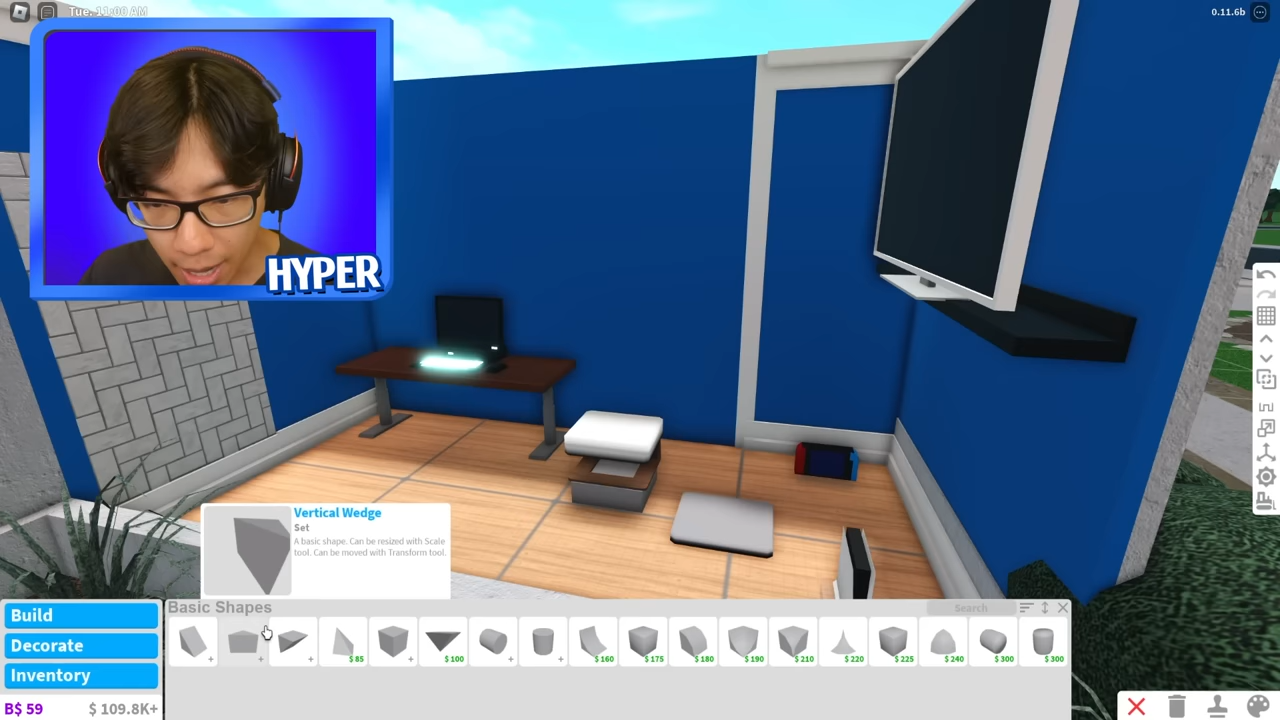 Tue. 11:00 AM
0.11.6b
HYPER
Vertical Wedge
Set
A basic shape. Can be resized with Scale
tool. Can be moved with Transform tool.
Basic Shapes
Search
$ 85
$ 100
$ 160
$ 175
$ 180
$ 190
$ 210
$ 220
$ 225
$ 240
$ 300
$ 300
Build
Decorate
Inventory
B$ 59
$ 109.8K+